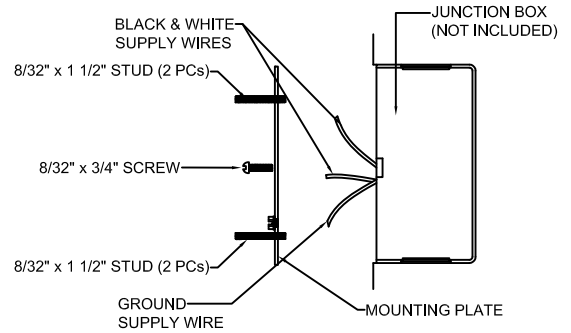 BLACK & WHITE
SUPPLY WIRES
JUNCTION BOX
(NOT INCLUDED)
8/32" x 1 1/2" STUD (2 PCs)
8/32" x 3/4" SCREW
8/32" x 1 1/2" STUD (2 PCs)
GROUND
SUPPLY WIRE
MOUNTING PLATE